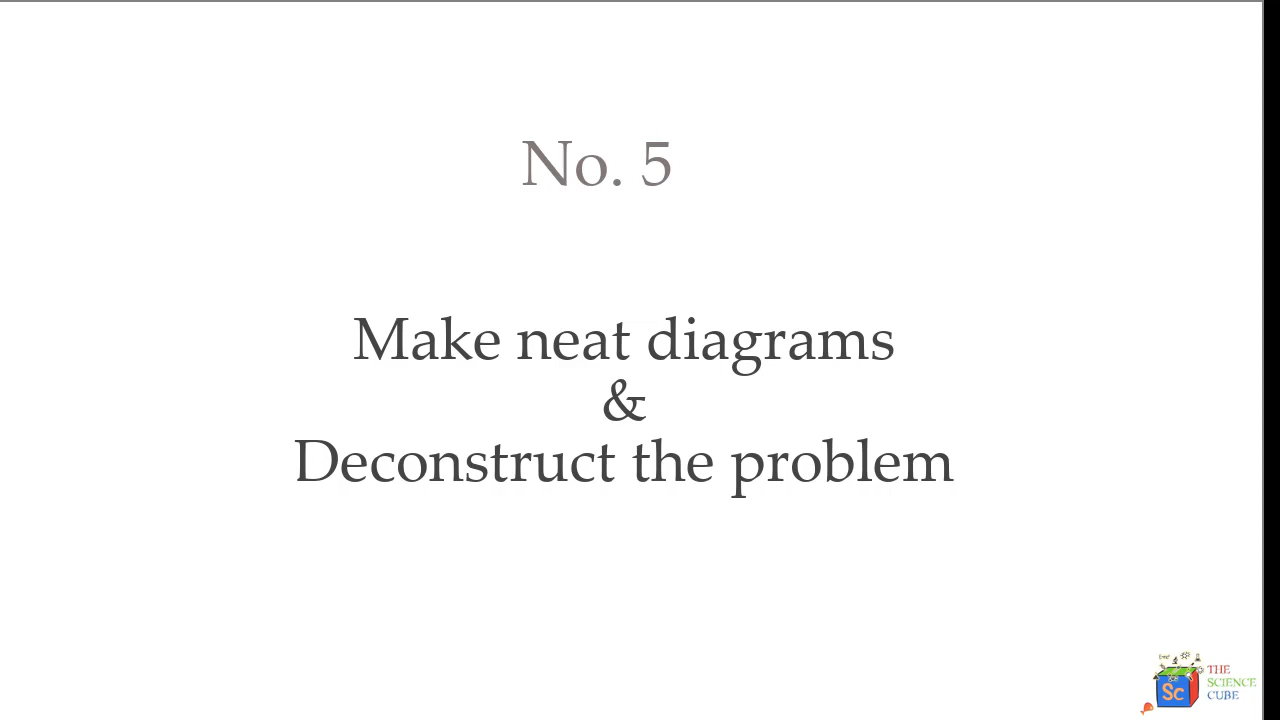 No. 5
Make neat diagrams
&
Deconstruct the problem
Sc
THE
SCIENCE
CUBE